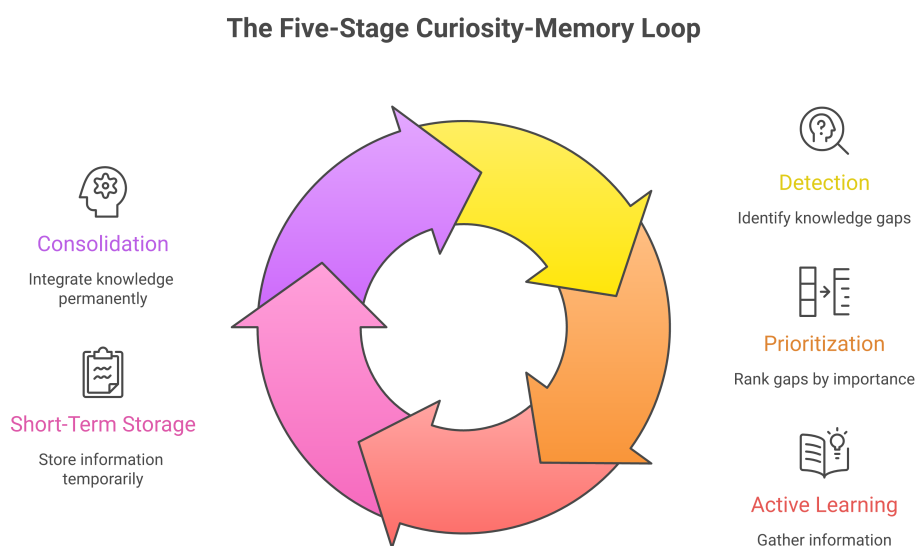 The Five-Stage Curiosity-Memory Loop
Detection
Identify knowledge gaps
Prioritization
Rank gaps by importance
Active Learning
Gather information
Short-Term Storage
Store information
temporarily
Consolidation
Integrate knowledge
permanently